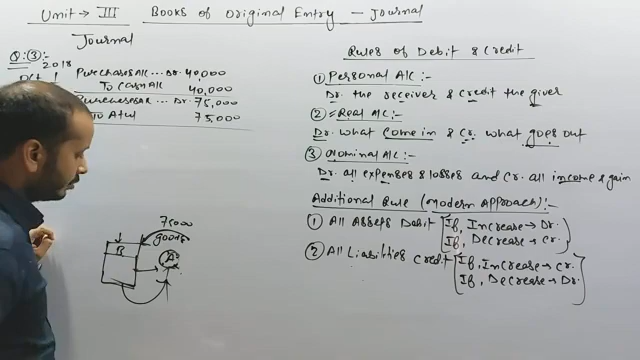 Unit → III Books of Original Entry – Journal
Journal
Q:③:- 2018
Oct 1 Purchases A/C ... Dr. 40,000
To Cash A/C 40,000
Purchases A/C ... Dr. 75,000
To Atul 75,000
75000
goods
B
A
Rules of Debit & Credit
① Personal A/C :-
Dr. the receiver & credit the giver
② Real A/C :-
Dr. what come in & cr. what goes out
③ Nominal A/C :-
Dr. all expenses & losses and Cr. all income & gain
Additional Rule (Modern Approach) :-
① All Assets Debit [If, Increase → Dr.
If, Decrease → Cr.]
② All Liabilities Credit [If, Increase → Cr.
If, Decrease → Dr.]